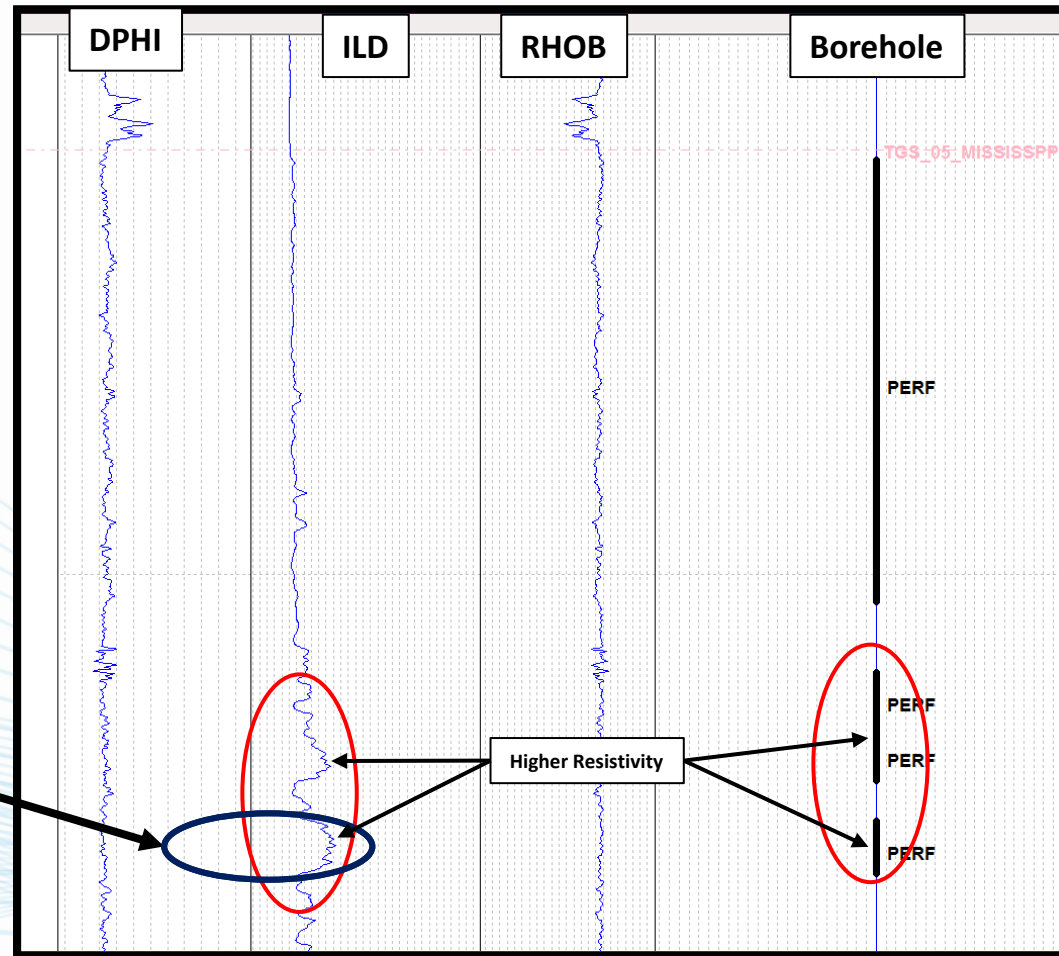 DPHI
ILD
RHOB
Borehole
TGS_05_MISSISSPP
PERF
PERF
Higher Resistivity
PERF
PERF